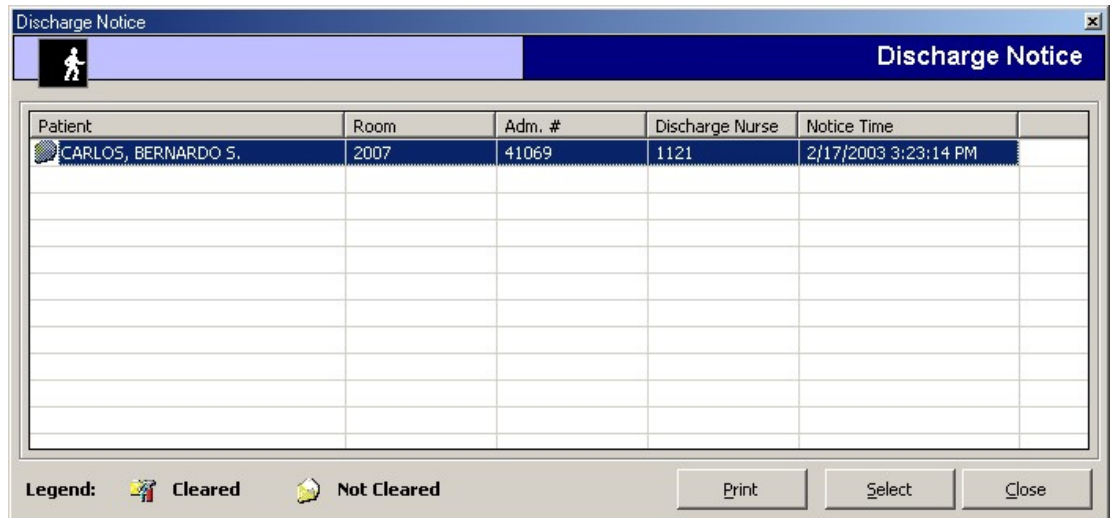 Discharge Notice
Discharge Notice
Patient Room Adm. # Discharge Nurse Notice Time
CARLOS, BERNARDO S. 2007 41069 1121 2/17/2003 3:23:14 PM
Legend: Cleared Not Cleared Print Select Close